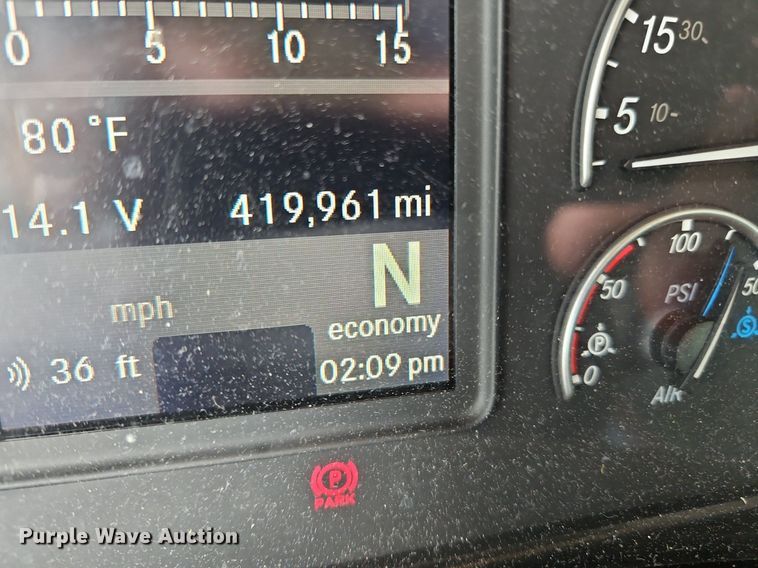 0 5 10 15
80 °F
14.1 V 419,961 mi
N
mph
economy
36 ft
02:09 pm
P
PARK
15 30
5 10
100
50 PSI 50
P S
0
AIR
Purple Wave Auction